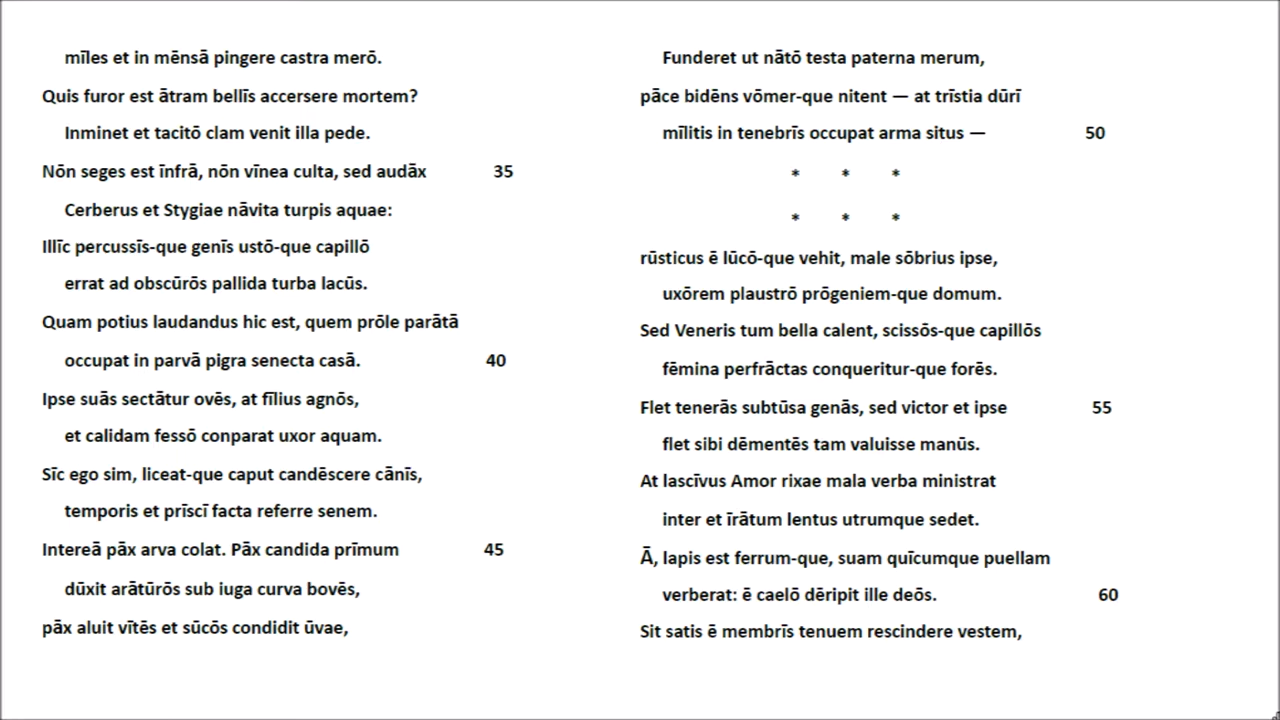 mīles et in mēnsā pingere castra merō.
Quis furor est ātram bellīs accersere mortem?
Inminet et tacitō clam venit illa pede.
Nōn seges est īnfrā, nōn vīnea culta, sed audāx 35
Cerberus et Stygiae nāvita turpis aquae:
Illīc percussīs-que genīs ustō-que capillō
errat ad obscūrōs pallida turba lacūs.
Quam potius laudandus hic est, quem prōle parātā
occupat in parvā pigra senecta casā. 40
Ipse suās sectātur ovēs, at fīlius agnōs,
et calidam fessō conparat uxor aquam.
Sīc ego sim, liceat-que caput candēscere cānīs,
temporis et prīscī facta referre senem.
Intereā pāx arva colat. Pāx candida prīmum 45
dūxit arātūrōs sub iuga curva bovēs,
pāx aluit vītēs et sūcōs condidit ūvae,
Funderet ut nātō testa paterna merum,
pāce bidēns vōmer-que nitent — at trīstia dūrī
mīlitis in tenebrīs occupat arma situs — 50
* * *
* * *
rūsticus ē lūcō-que vehit, male sōbrius ipse,
uxōrem plaustrō prōgeniem-que domum.
Sed Veneris tum bella calent, scissōs-que capillōs
fēmina perfrāctas conqueritur-que forēs.
Flet tenerās subtūsa genās, sed victor et ipse 55
flet sibi dēmentēs tam valuisse manūs.
At lascīvus Amor rixae mala verba ministrat
inter et īrātum lentus utrumque sedet.
Ā, lapis est ferrum-que, suam quīcumque puellam
verberat: ē caelō dēripit ille deōs. 60
Sit satis ē membrīs tenuem rescindere vestem,